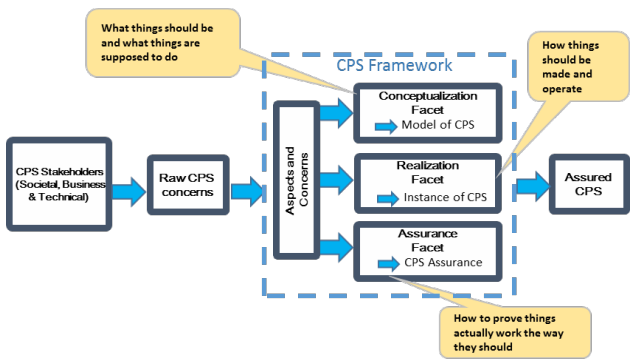 What things should be
and what things are
supposed to do
How things
should be
made and
operate
CPS Framework
Conceptualization
Facet
Model of CPS
CPS Stakeholders
(Societal, Business
& Technical)
Raw CPS
concerns
Aspects and
Concerns
Realization
Facet
Instance of CPS
Assured
CPS
Assurance
Facet
CPS Assurance
How to prove things
actually work the way
they should